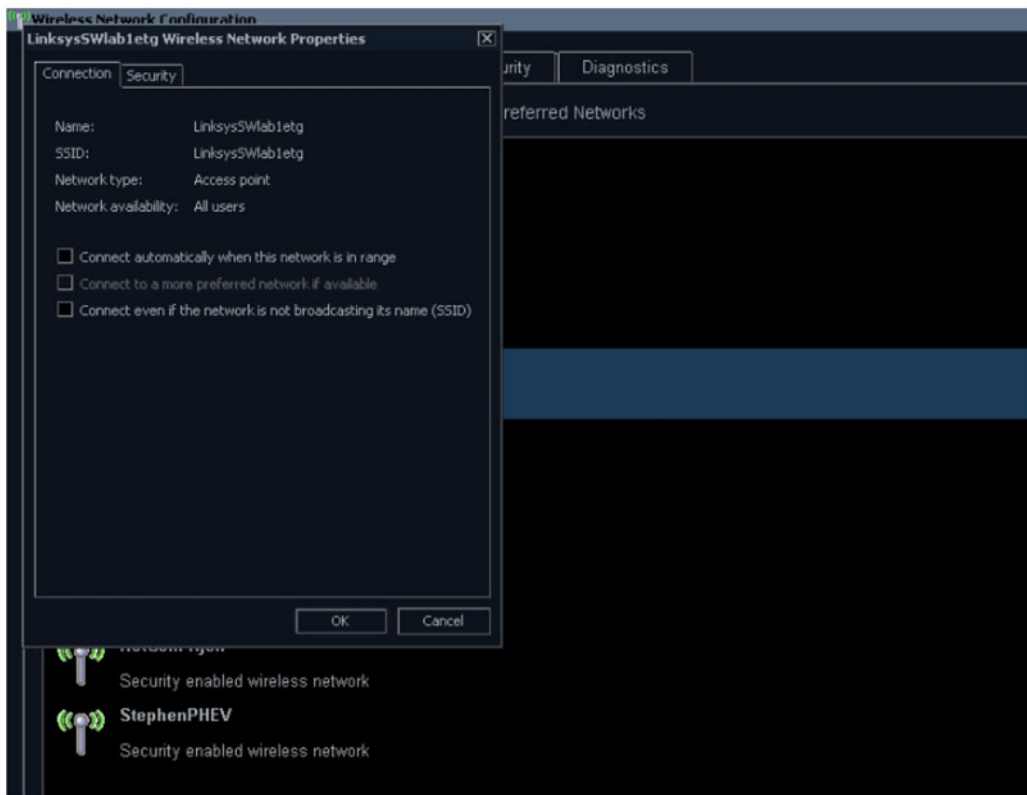 Wireless Network Configuration
LinksysSWlab1etg Wireless Network Properties
Connection Security
urity Diagnostics
referred Networks
Name: LinksysSWlab1etg
SSID: LinksysSWlab1etg
Network type: Access point
Network availability: All users
Connect automatically when this network is in range
Connect to a more preferred network if available
Connect even if the network is not broadcasting its name (SSID)
OK Cancel
Security enabled wireless network
StephenPHEV
Security enabled wireless network